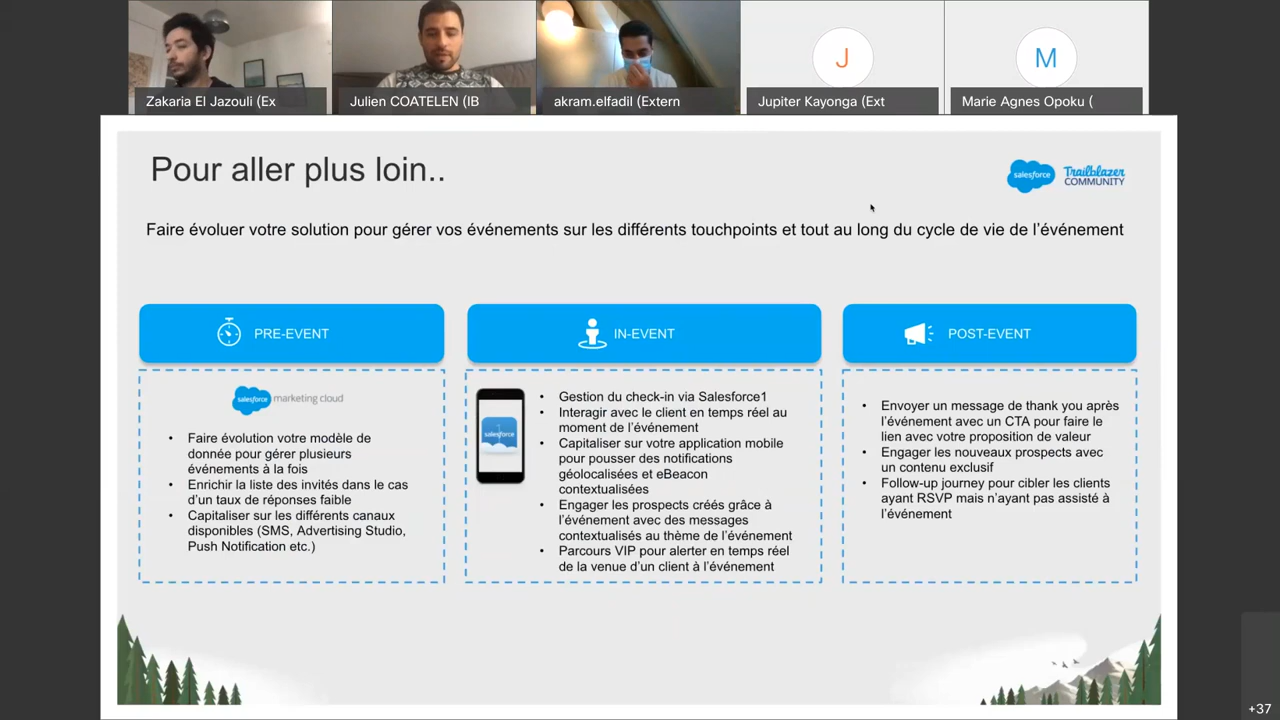 Zakaria El Jazouli (Ex
Julien COATELEN (IB
akram.elfadil (Extern
J
Jupiter Kayonga (Ext
M
Marie Agnes Opoku (
Pour aller plus loin..
salesforce
Trailblazer
COMMUNITY
Faire évoluer votre solution pour gérer vos événements sur les différents touchpoints et tout au long du cycle de vie de l'événement
PRE-EVENT
salesforce marketing cloud
• Faire évolution votre modèle de
donnée pour gérer plusieurs
événements à la fois
• Enrichir la liste des invités dans le cas
d'un taux de réponses faible
• Capitaliser sur les différents canaux
disponibles (SMS, Advertising Studio,
Push Notification etc.)
IN-EVENT
salesforce
• Gestion du check-in via Salesforce1
• Interagir avec le client en temps réel au
moment de l'événement
• Capitaliser sur votre application mobile
pour pousser des notifications
géolocalisées et eBeacon
contextualisées
• Engager les prospects créés grâce à
l'événement avec des messages
contextualisés au thème de l'événement
• Parcours VIP pour alerter en temps réel
de la venue d'un client à l'événement
POST-EVENT
• Envoyer un message de thank you après
l'événement avec un CTA pour faire le
lien avec votre proposition de valeur
• Engager les nouveaux prospects avec
un contenu exclusif
• Follow-up journey pour cibler les clients
ayant RSVP mais n'ayant pas assisté à
l'événement
+37